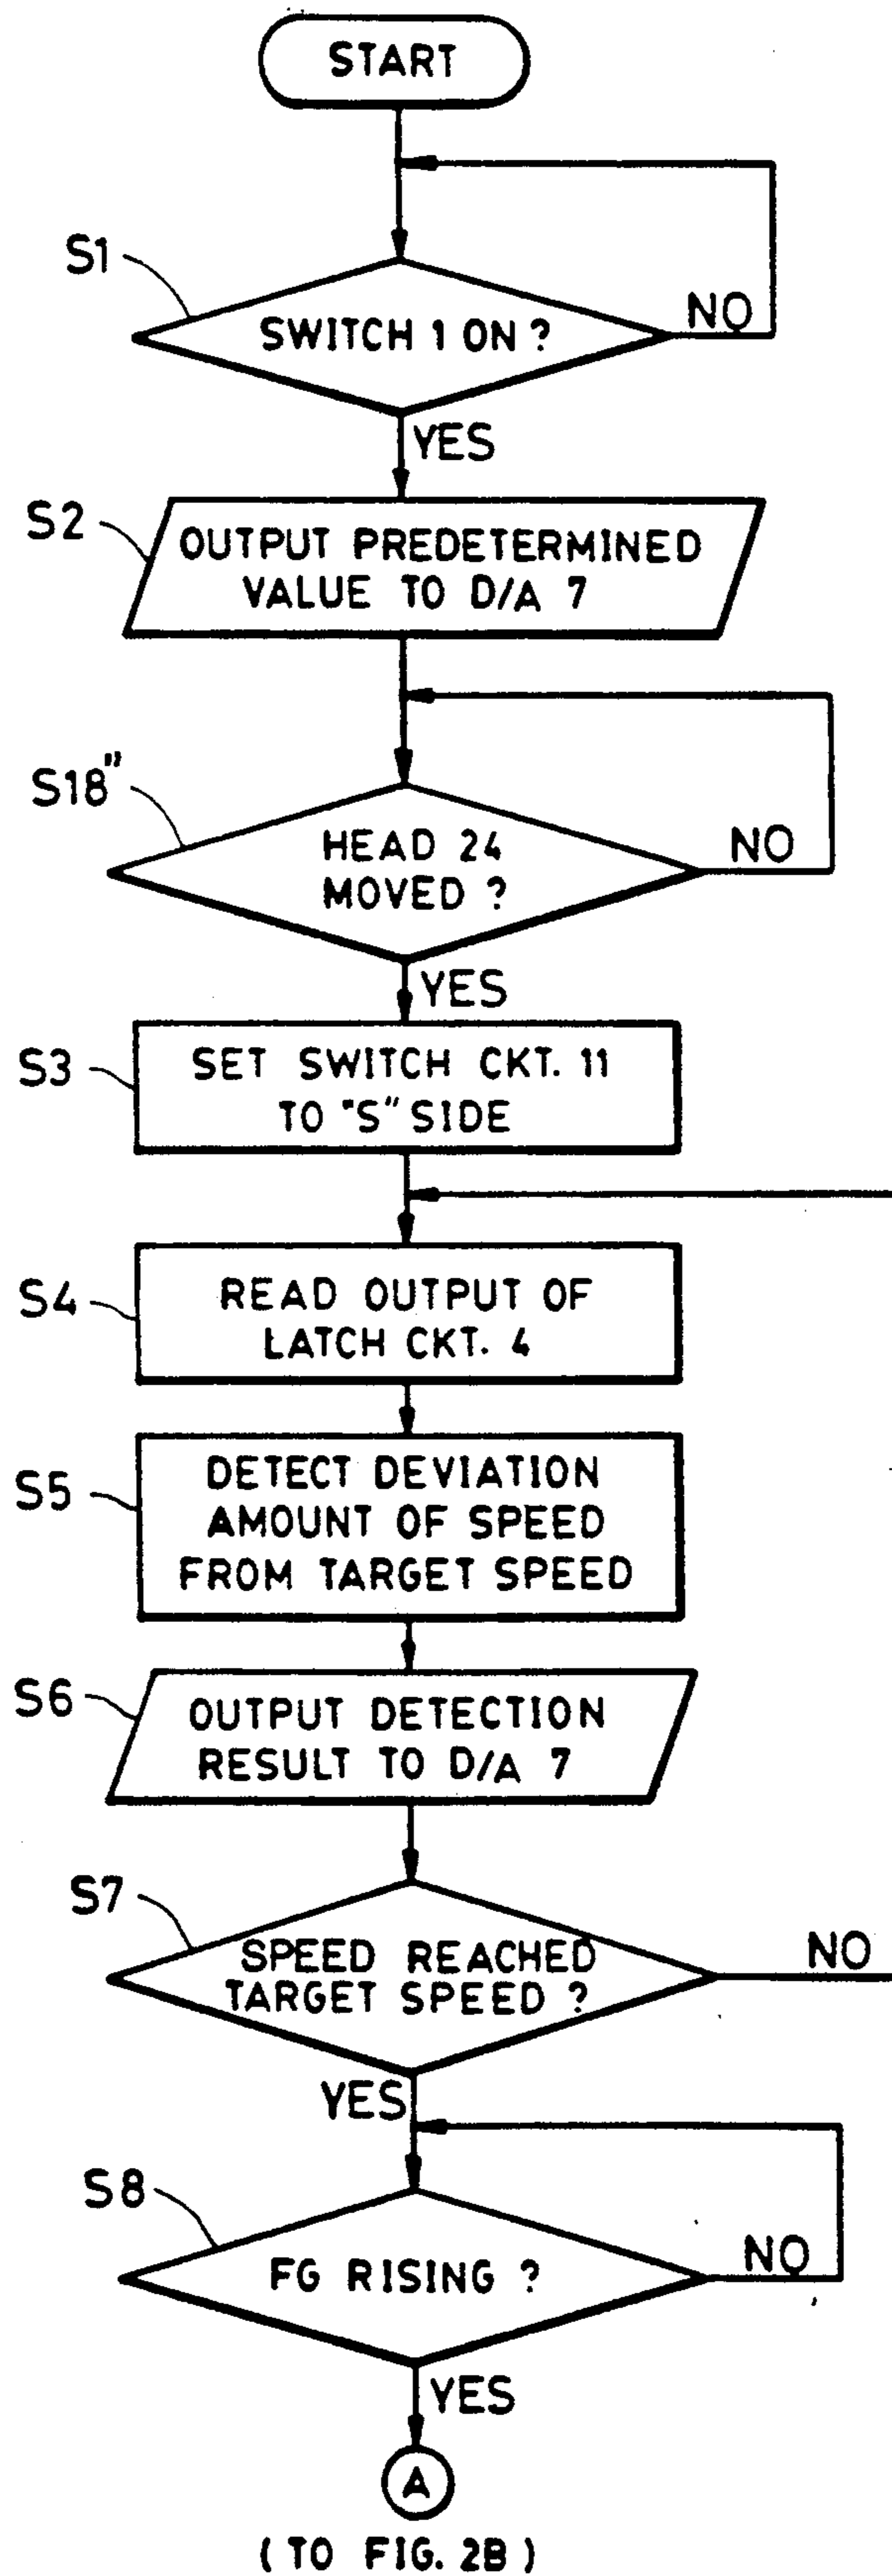 START
S1
SWITCH 1 ON ?
NO
YES
S2
OUTPUT PREDETERMINED
VALUE TO D/A 7
S18"
HEAD 24
MOVED ?
NO
YES
S3
SET SWITCH CKT. 11
TO "S" SIDE
S4
READ OUTPUT OF
LATCH CKT. 4
S5
DETECT DEVIATION
AMOUNT OF SPEED
FROM TARGET SPEED
S6
OUTPUT DETECTION
RESULT TO D/A 7
S7
SPEED REACHED
TARGET SPEED ?
NO
YES
S8
FG RISING ?
NO
YES
A
( TO FIG. 2B )